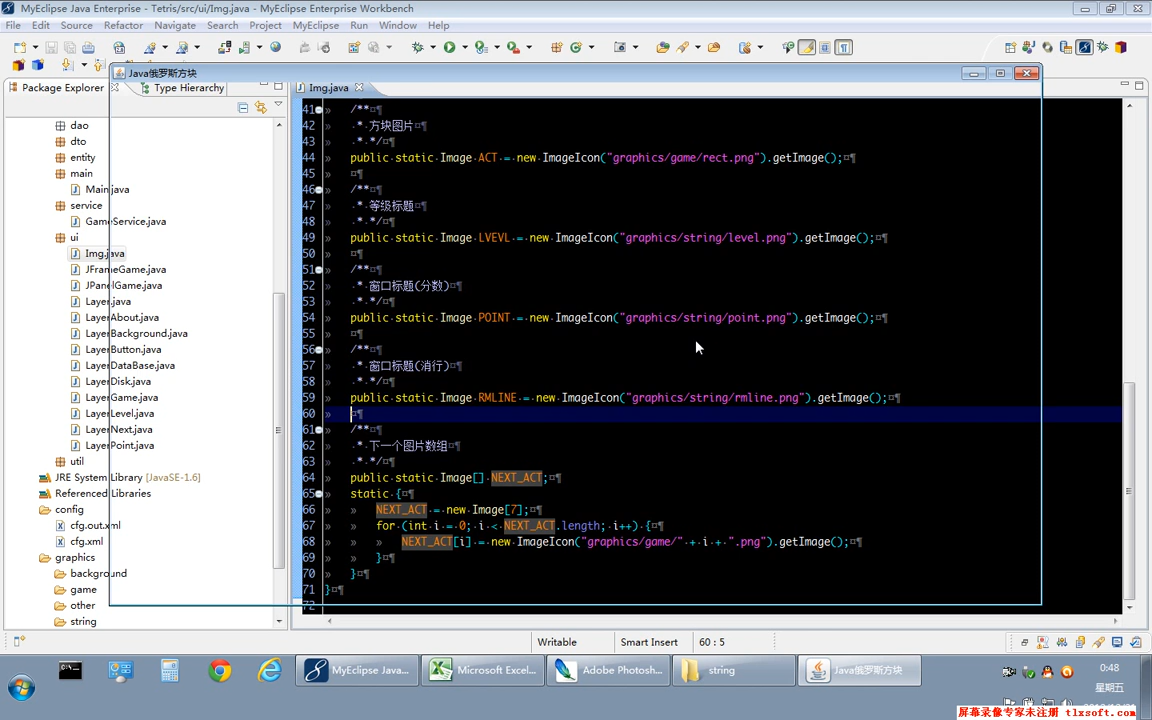 MyEclipse Java Enterprise - Tetris/src/ui/Img.java - MyEclipse Enterprise Workbench
File Edit Source Refactor Navigate Search Project MyEclipse Run Window Help
Java俄罗斯方块
Package Explorer
Type Hierarchy
Img.java
dao
dto
entity
main
Main.java
service
GameService.java
ui
Img.java
JFrameGame.java
JPanelGame.java
Layer.java
LayerAbout.java
LayerBackground.java
LayerButton.java
LayerDataBase.java
LayerDisk.java
LayerGame.java
LayerLevel.java
LayerNext.java
LayerPoint.java
util
JRE System Library [JavaSE-1.6]
Referenced Libraries
config
cfg.out.xml
cfg.xml
graphics
background
game
other
string
41 /**
42 * 方块图片
43 * */
44 public static Image ACT = new ImageIcon("graphics/game/rect.png").getImage();
45
46 /**
47 * 等级标题
48 * */
49 public static Image LVEVL = new ImageIcon("graphics/string/level.png").getImage();
50
51 /**
52 * 窗口标题(分数)
53 * */
54 public static Image POINT = new ImageIcon("graphics/string/point.png").getImage();
55
56 /**
57 * 窗口标题(消行)
58 * */
59 public static Image RMLINE = new ImageIcon("graphics/string/rmline.png").getImage();
60
61 /**
62 * 下一个图片数组
63 * */
64 public static Image[] NEXT_ACT;
65 static {
66 NEXT_ACT = new Image[7];
67 for (int i = 0; i < NEXT_ACT.length; i++) {
68 NEXT_ACT[i] = new ImageIcon("graphics/game/" + i + ".png").getImage();
69 }
70 }
71 }
72
Writable Smart Insert 60 : 5
MyEclipse Java... Microsoft Excel... Adobe Photosh... string Java俄罗斯方块
0:48
星期五
屏幕录像专家未注册 tlxsoft.com